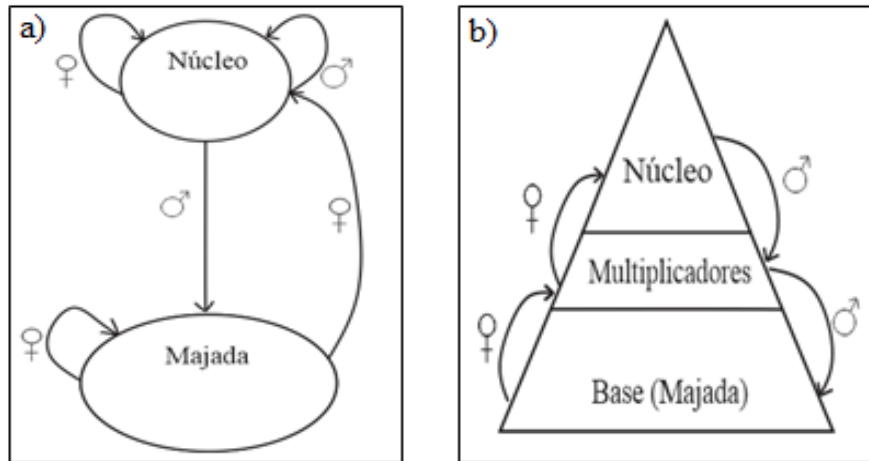 a)
Núcleo
Majada
b)
Núcleo
Multiplicadores
Base (Majada)